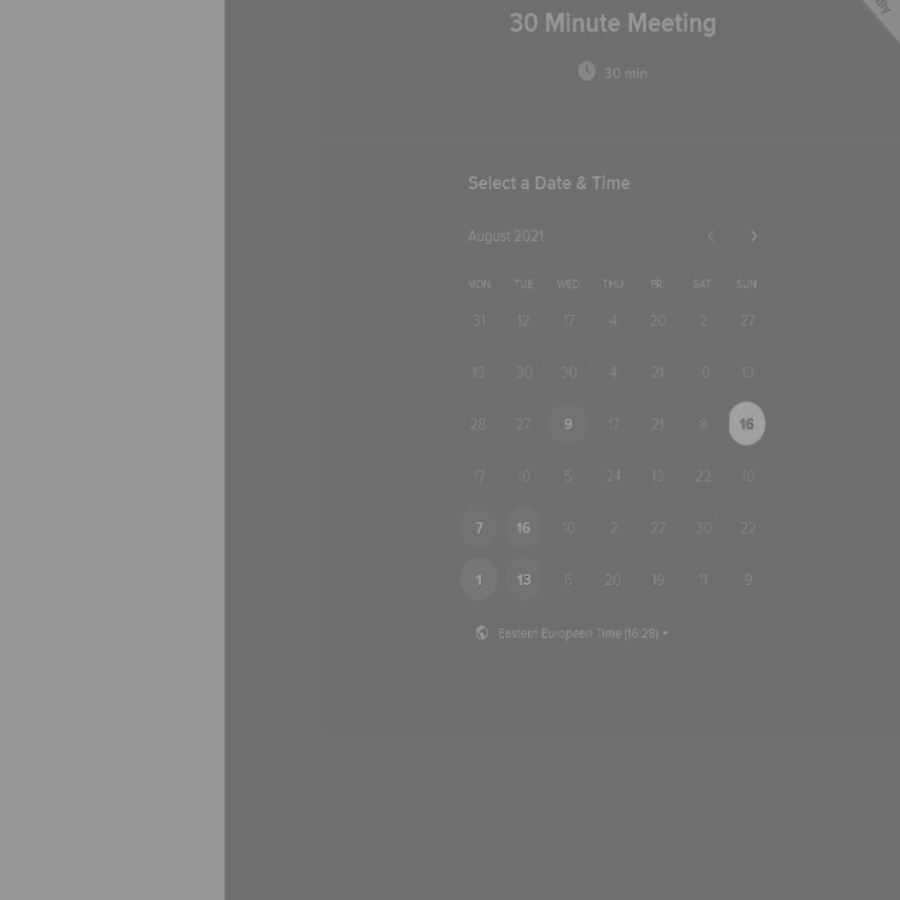 30 Minute Meeting
30 min
Select a Date & Time
August 2021
MON TUE WED THU FRI SAT SUN
31 12 17 4 20 2 27
13 30 30 4 21 10 13
28 27 9 17 21 8 16
17 10 5 24 13 22 10
7 16 10 2 27 30 22
1 13 6 20 19 11 9
Eastern European Time (16:28)